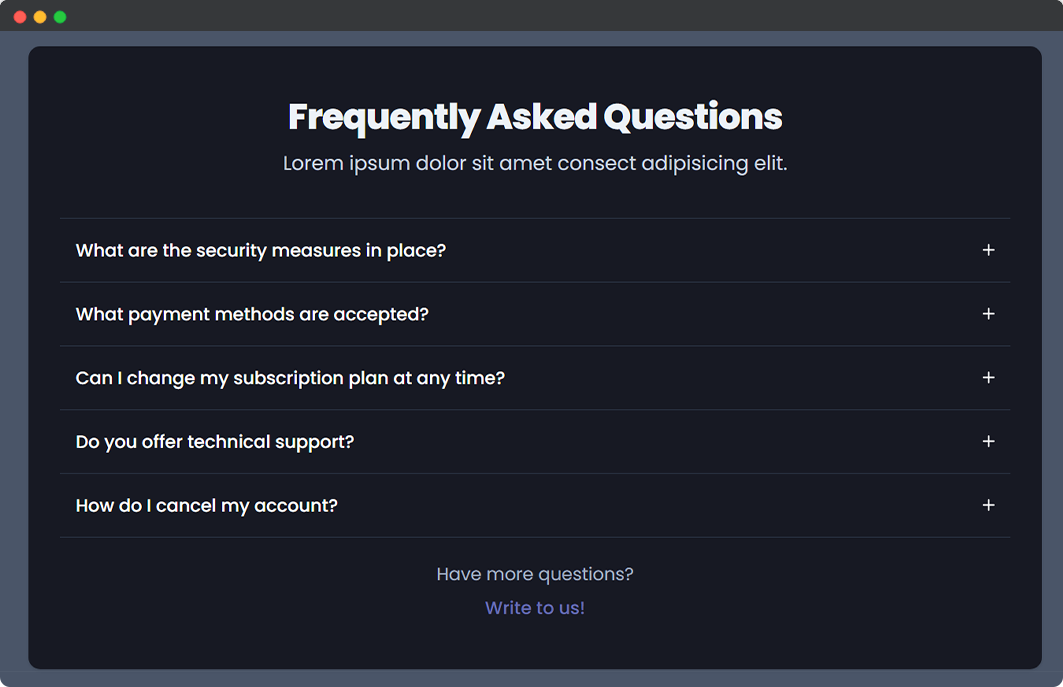 Frequently Asked Questions
Lorem ipsum dolor sit amet consect adipisicing elit.
What are the security measures in place? +
What payment methods are accepted? +
Can I change my subscription plan at any time? +
Do you offer technical support? +
How do I cancel my account? +
Have more questions?
Write to us!